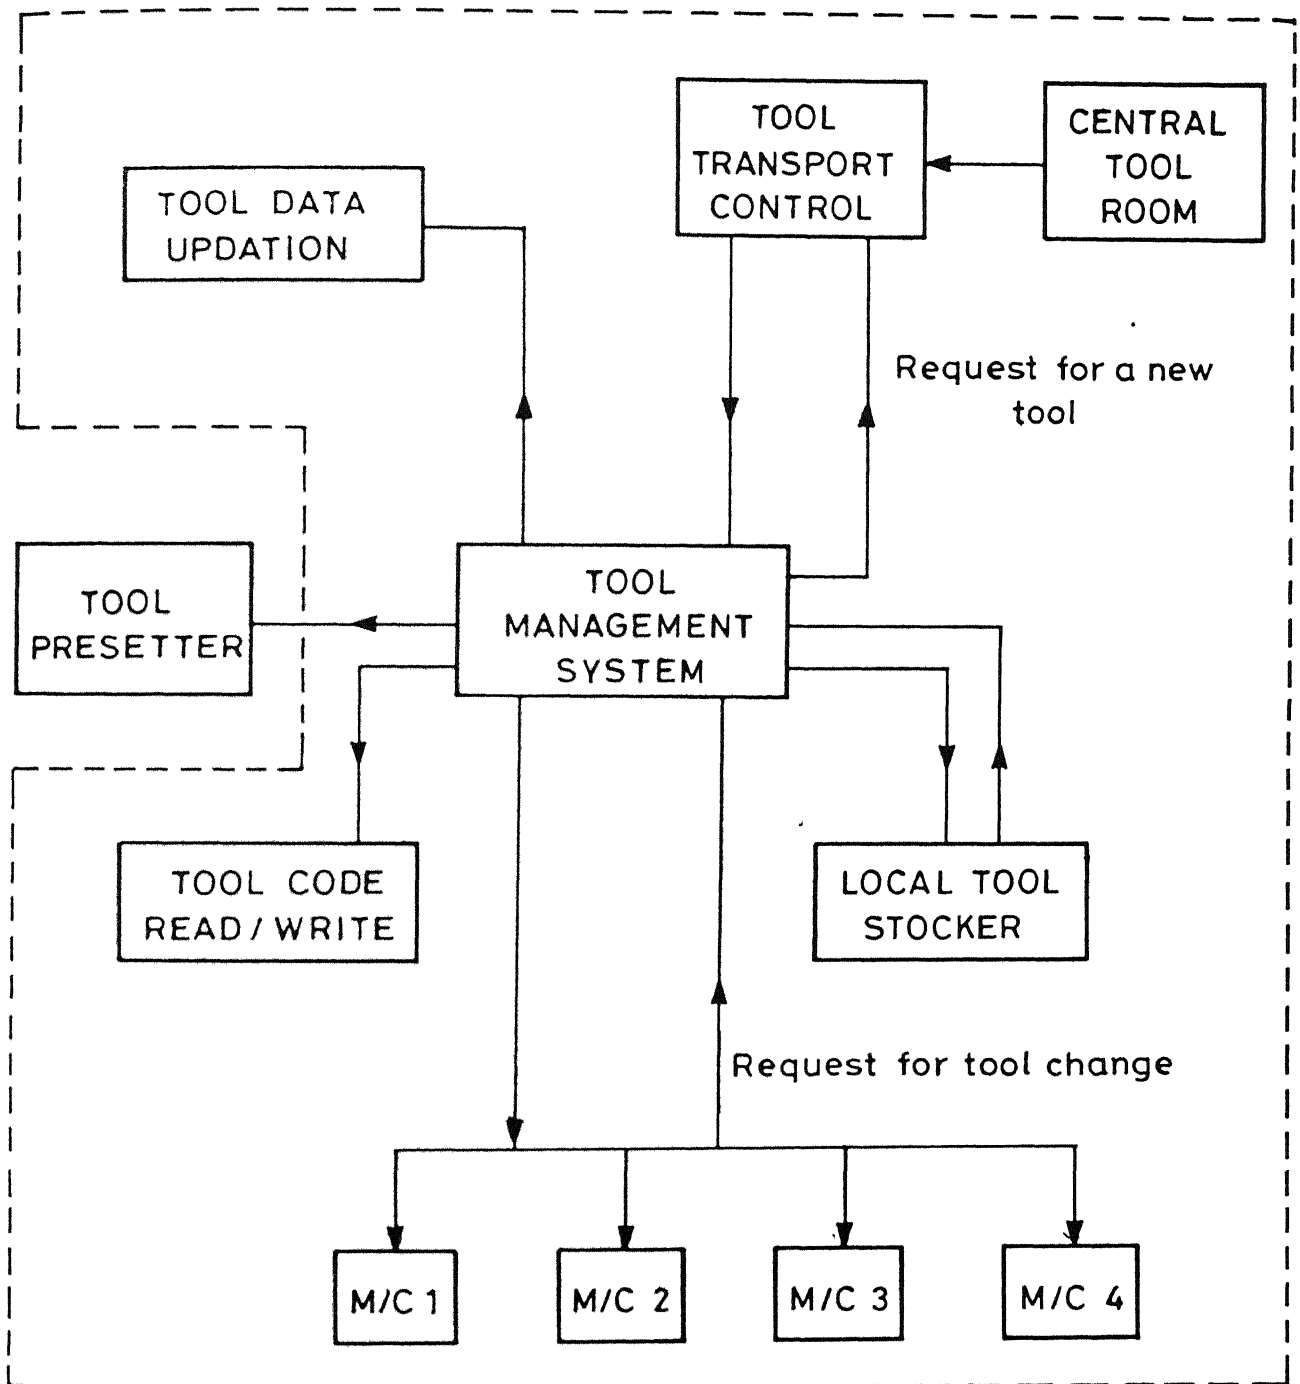 TOOL
TRANSPORT
CONTROL
CENTRAL
TOOL
ROOM
TOOL DATA
UPDATION
Request for a new
tool
TOOL
PRESETTER
TOOL
MANAGEMENT
SYSTEM
TOOL CODE
READ/WRITE
LOCAL TOOL
STOCKER
Request for tool change
M/C 1
M/C 2
M/C 3
M/C 4